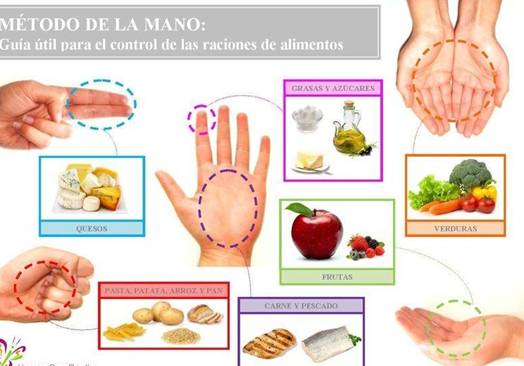 MÉTODO DE LA MANO:
Guía útil para el control de las raciones de alimentos
GRASAS Y AZÚCARES
QUESOS
VERDURAS
FRUTAS
PASTA, PATATA, ARROZ Y PAN
CARNE Y PESCADO